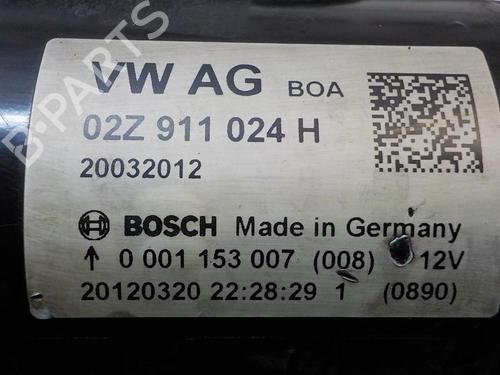 VW AG BOA
02Z 911 024 H
20032012
BOSCH Made in Germany
↑ 0 001 153 007 (008) 12V
20120320 22:28:29 1 (0890)
B-PARTS